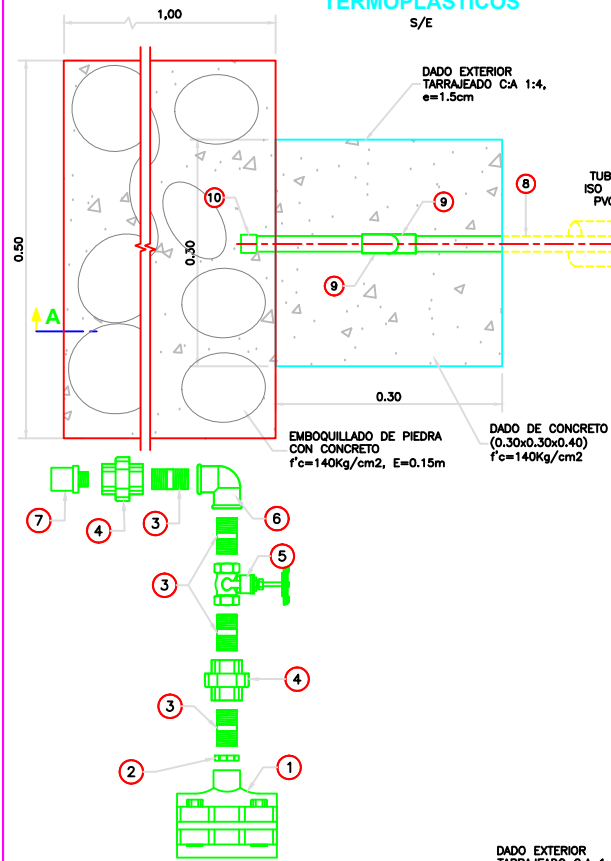 TERMOPLÁSTICOS
S/E
1,00
DADO EXTERIOR
TARRAJEADO C:A 1:4,
e=1.5cm
TUB
ISO
PVC
8
10
9
9
0.50
0.30
A
0.30
EMBOQUILLADO DE PIEDRA
CON CONCRETO
f'c=140Kg/cm2, E=0.15m
DADO DE CONCRETO
(0.30x0.30x0.40)
f'c=140Kg/cm2
7
4
3
6
5
3
4
3
2
1
DADO EXTERIOR